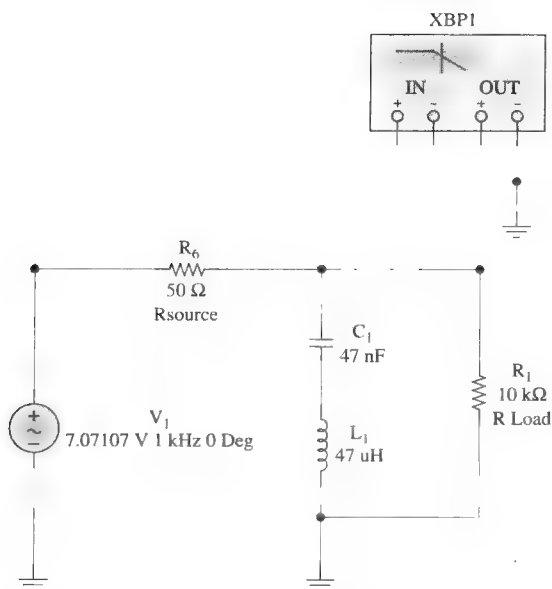 XBP1
IN OUT
+ - + -
R6
50 Ω
Rsource
C1
47 nF
R1
10 kΩ
R Load
+
~
-
V1
7.07107 V 1 kHz 0 Deg
L1
47 uH